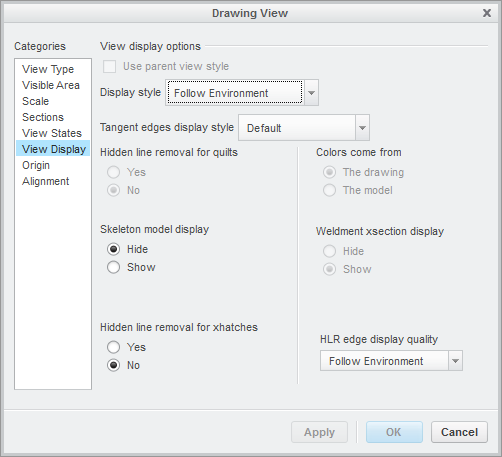 Drawing View
Categories
View Type
Visible Area
Scale
Sections
View States
View Display
Origin
Alignment
View display options
Use parent view style
Display style Follow Environment
Tangent edges display style Default
Hidden line removal for quilts
Yes
No
Colors come from
The drawing
The model
Skeleton model display
Hide
Show
Weldment xsection display
Hide
Show
Hidden line removal for xhatches
Yes
No
HLR edge display quality
Follow Environment
Apply OK Cancel